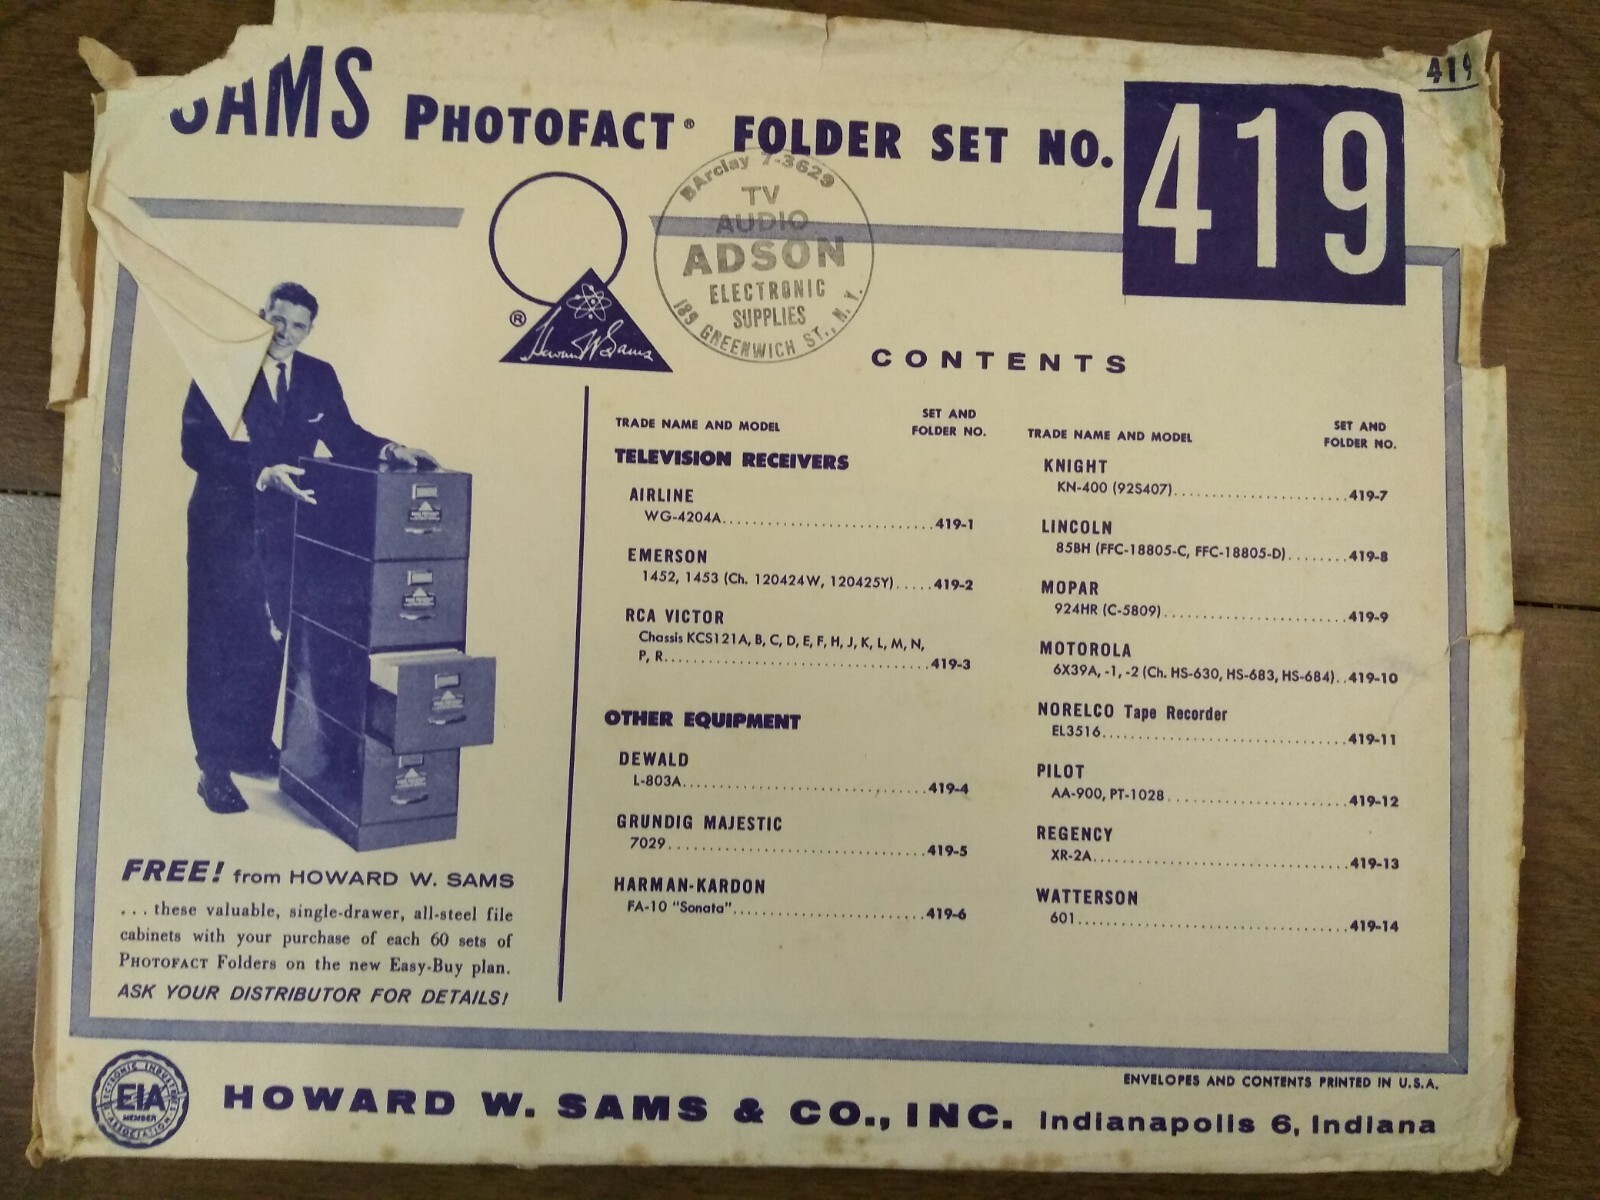 419
SAMS PHOTOFACT® FOLDER SET NO. 419
BArclay 7-3629
TV
AUDIO
ADSON
ELECTRONIC
SUPPLIES
189 GREENWICH ST., N.Y.
®
Howard W Sams
CONTENTS
TRADE NAME AND MODEL SET AND FOLDER NO.
TELEVISION RECEIVERS
AIRLINE
WG-4204A 419-1
EMERSON
1452, 1453 (Ch. 120424W, 120425Y) 419-2
RCA VICTOR
Chassis KCS121A, B, C, D, E, F, H, J, K, L, M, N,
P, R 419-3
OTHER EQUIPMENT
DEWALD
L-803A 419-4
GRUNDIG MAJESTIC
7029 419-5
HARMAN-KARDON
FA-10 "Sonata" 419-6
TRADE NAME AND MODEL SET AND FOLDER NO.
KNIGHT
KN-400 (92S407) 419-7
LINCOLN
85BH (FFC-18805-C, FFC-18805-D) 419-8
MOPAR
924HR (C-5809) 419-9
MOTOROLA
6X39A, -1, -2 (Ch. HS-630, HS-683, HS-684) 419-10
NORELCO Tape Recorder
EL3516 419-11
PILOT
AA-900, PT-1028 419-12
REGENCY
XR-2A 419-13
WATTERSON
601 419-14
FREE! from HOWARD W. SAMS
...these valuable, single-drawer, all-steel file
cabinets with your purchase of each 60 sets of
PHOTOFACT Folders on the new Easy-Buy plan.
ASK YOUR DISTRIBUTOR FOR DETAILS!
ENVELOPES AND CONTENTS PRINTED IN U.S.A.
EIA
MEMBER
HOWARD W. SAMS & CO., INC. Indianapolis 6, Indiana